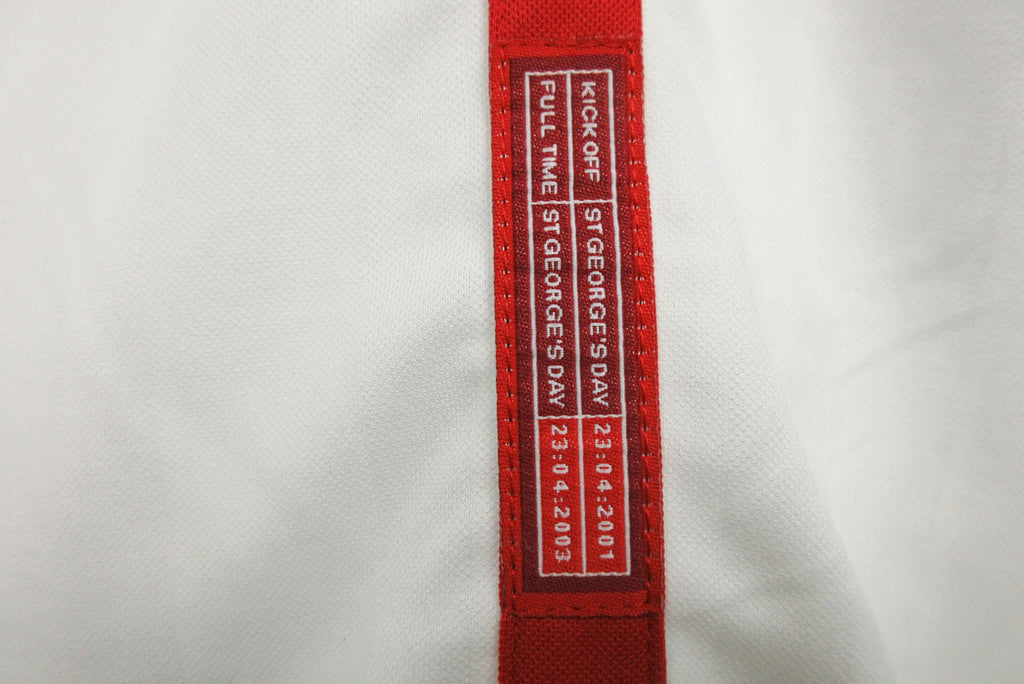 KICK OFF ST GEORGE'S DAY 23:04:2001
FULL TIME ST GEORGE'S DAY 23:04:2003